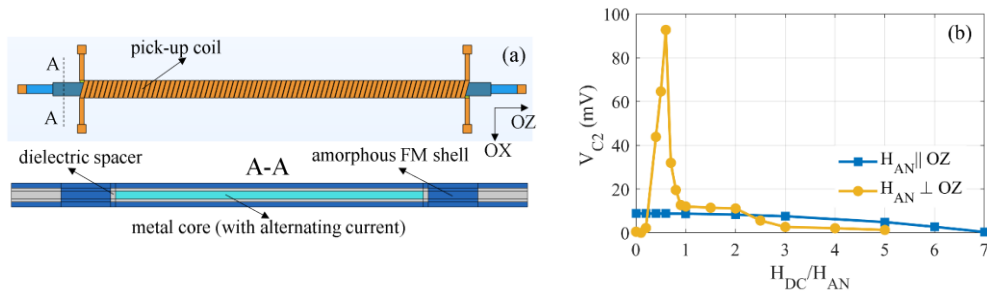 (a)
pick-up coil
A
A
OZ
OX
dielectric spacer
A-A
amorphous FM shell
metal core (with alternating current)
(b)
V_C2 (mV)
100
80
60
40
20
0
H_AN || OZ
H_AN ⊥ OZ
0 1 2 3 4 5 6 7
H_DC/H_AN